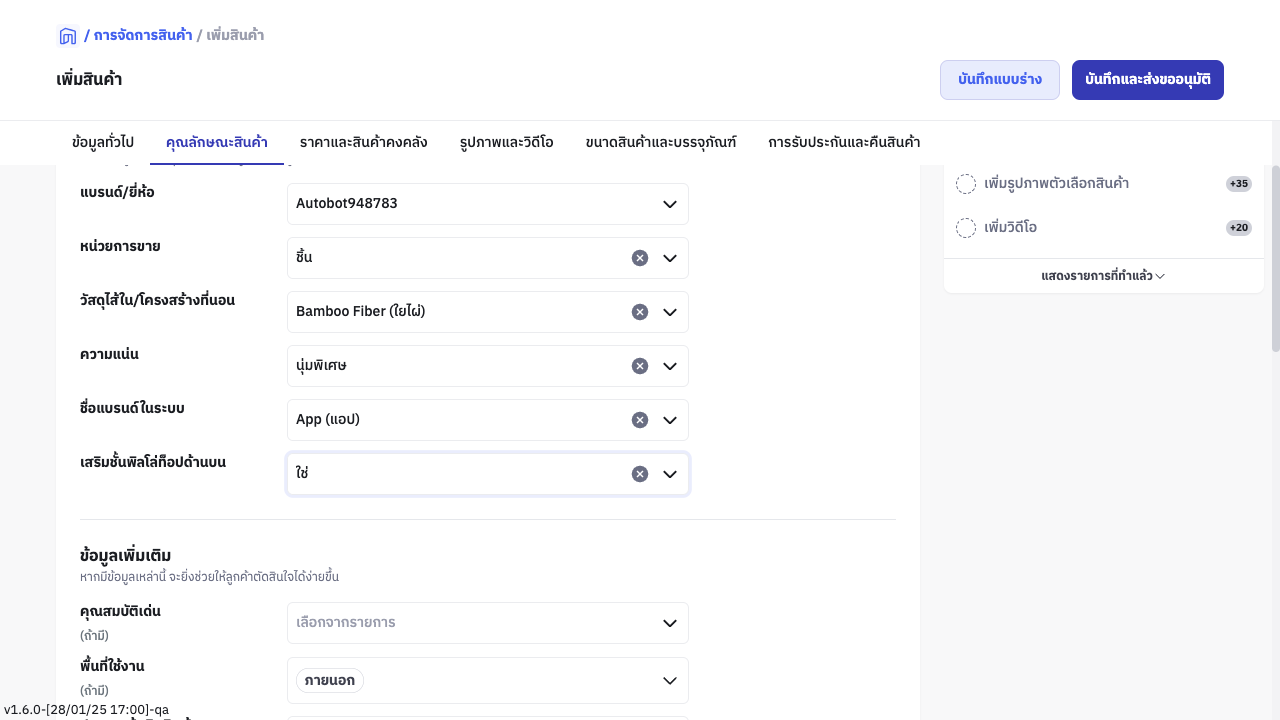 / การจัดการสินค้า / เพิ่มสินค้า
เพิ่มสินค้า
บันทึกแบบร่าง
บันทึกและส่งขออนุมัติ
ข้อมูลทั่วไป
คุณลักษณะสินค้า
ราคาและสินค้าคงคลัง
รูปภาพและวิดีโอ
ขนาดสินค้าและบรรจุภัณฑ์
การรับประกันและคืนสินค้า
แบรนด์/ยี่ห้อ
Autobot948783
หน่วยการขาย
ชิ้น
วัสดุไส้ใน/โครงสร้างที่นอน
Bamboo Fiber (ใยไผ่)
ความแน่น
นุ่มพิเศษ
ชื่อแบรนด์ในระบบ
App (แอป)
เสริมชั้นพิลโล่ท็อปด้านบน
ใช่
เพิ่มรูปภาพตัวเลือกสินค้า
+35
เพิ่มวิดีโอ
+20
แสดงรายการที่ทำแล้ว
ข้อมูลเพิ่มเติม
หากมีข้อมูลเหล่านี้ จะยิ่งช่วยให้ลูกค้าตัดสินใจได้ง่ายขึ้น
คุณสมบัติเด่น
(ถ้ามี)
เลือกจากรายการ
พื้นที่ใช้งาน
(ถ้ามี)
ภายนอก
v1.6.0-[28/01/25 17:00]-qa